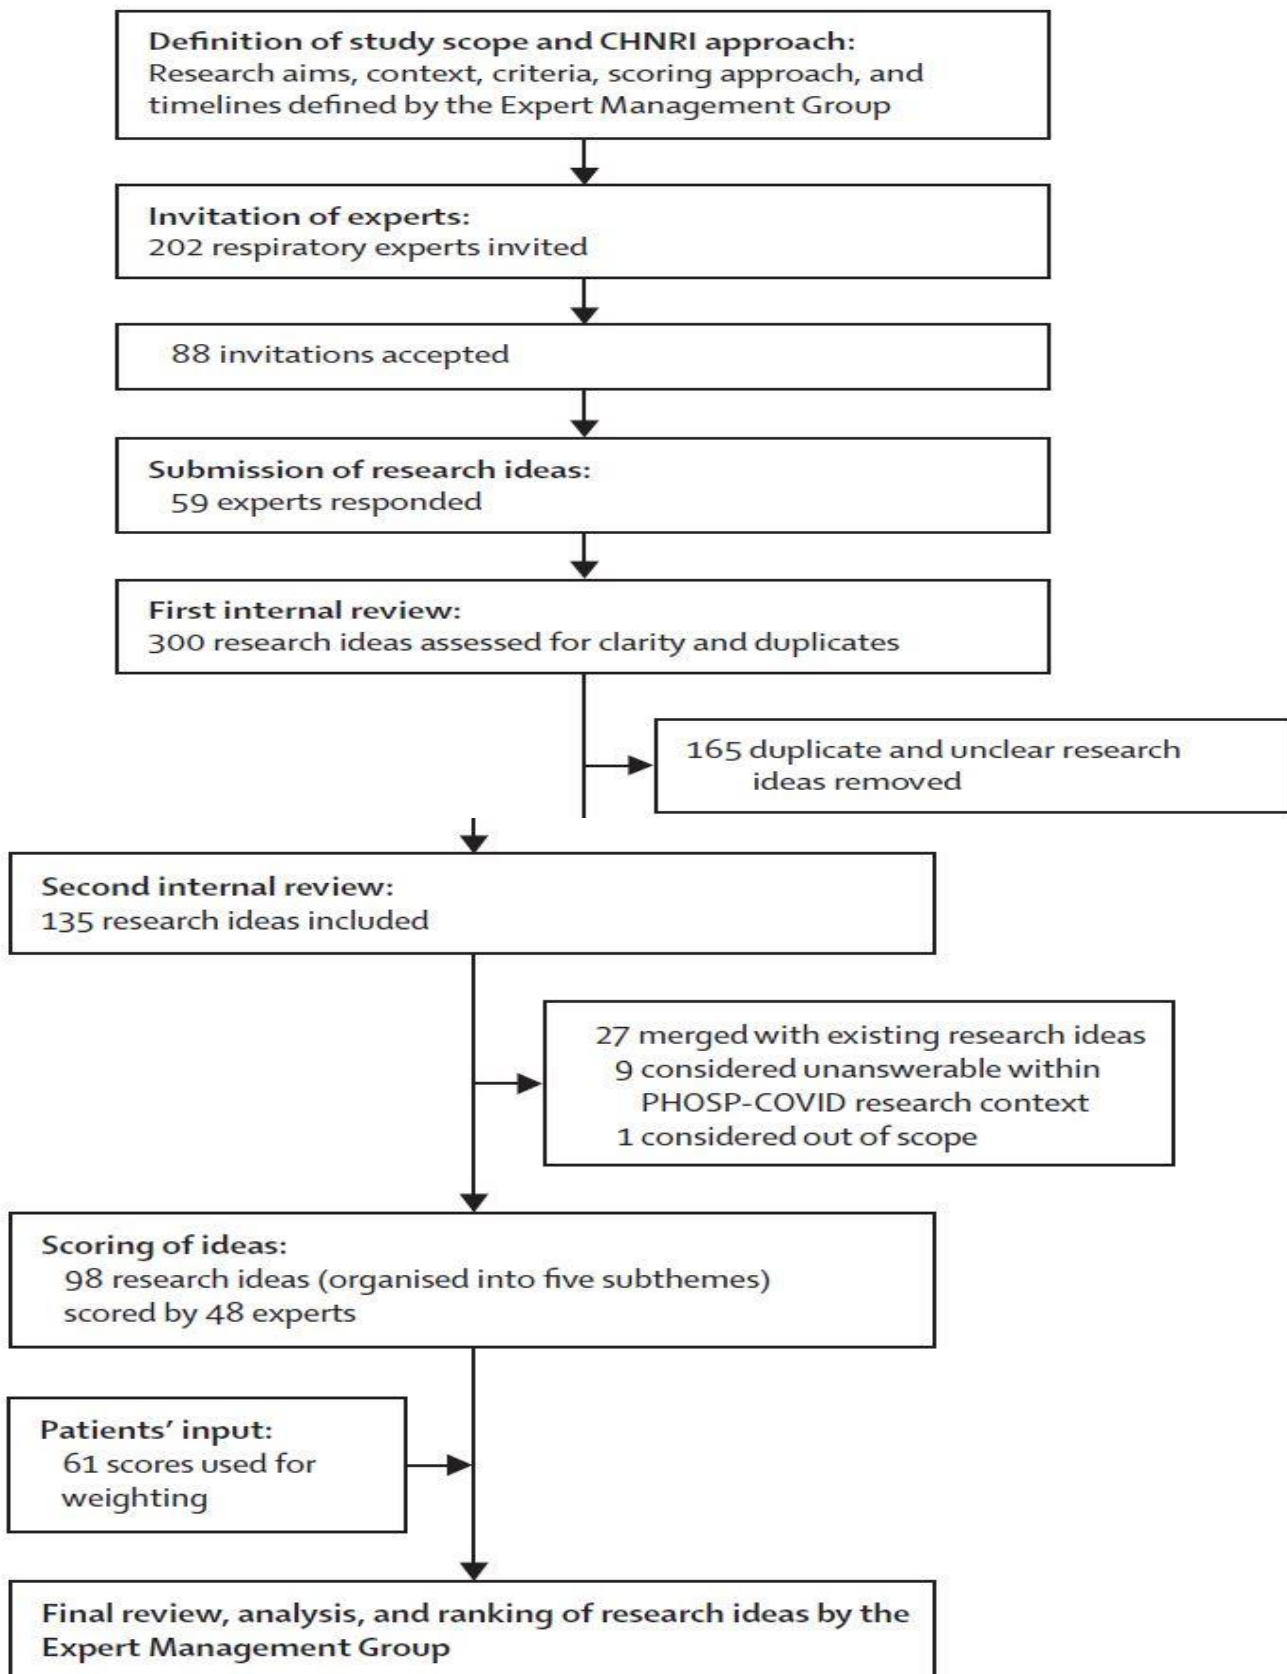 Definition of study scope and CHNRI approach:
Research aims, context, criteria, scoring approach, and
timelines defined by the Expert Management Group
Invitation of experts:
202 respiratory experts invited
88 invitations accepted
Submission of research ideas:
59 experts responded
First internal review:
300 research ideas assessed for clarity and duplicates
165 duplicate and unclear research
ideas removed
Second internal review:
135 research ideas included
27 merged with existing research ideas
9 considered unanswerable within
PHOSP-COVID research context
1 considered out of scope
Scoring of ideas:
98 research ideas (organised into five subthemes)
scored by 48 experts
Patients’ input:
61 scores used for
weighting
Final review, analysis, and ranking of research ideas by the
Expert Management Group